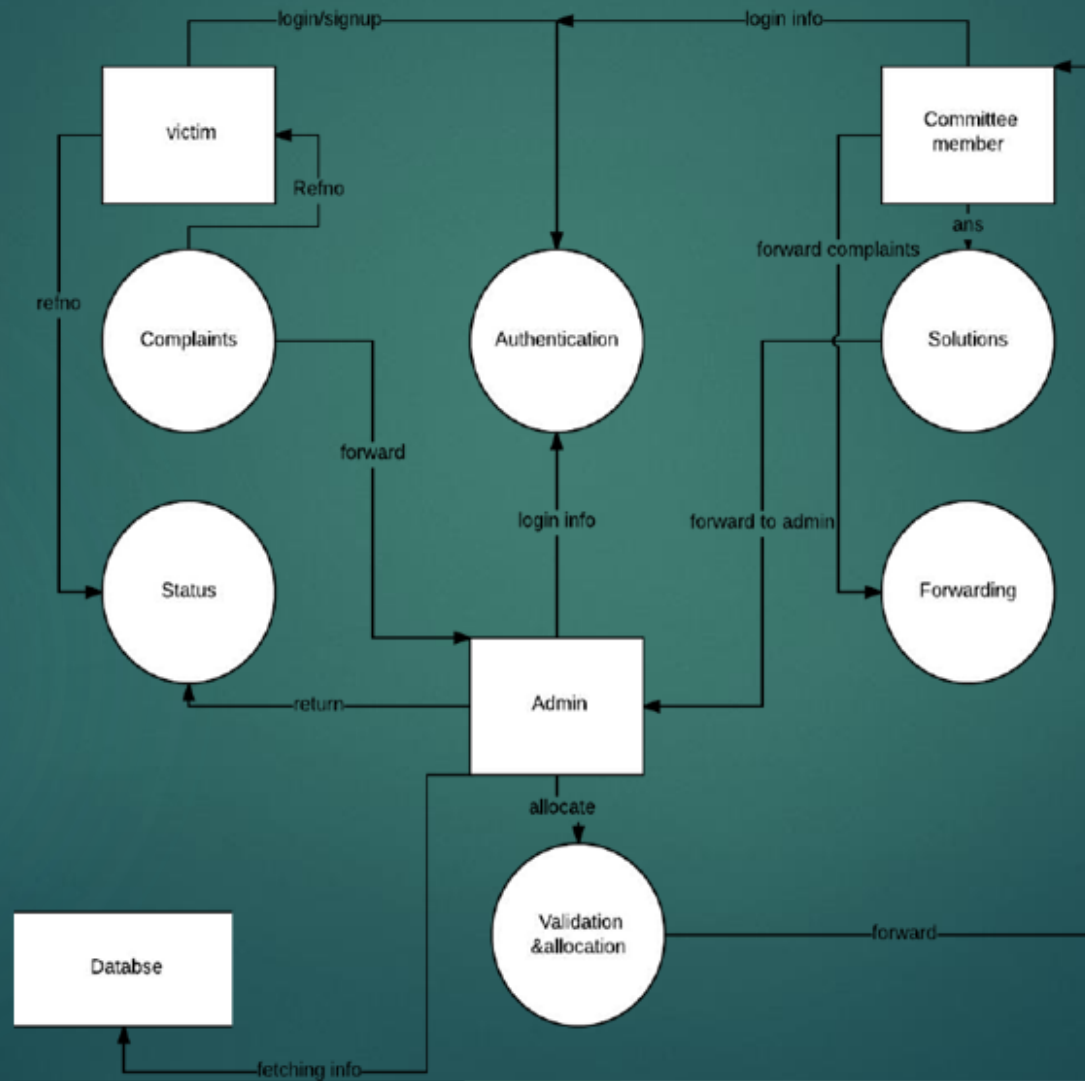 login/signup
login info
victim
Committee
member
Refno
ans
forward complaints
refno
Complaints
Authentication
Solutions
forward
login info
forward to admin
Status
Forwarding
return
Admin
allocate
Validation
&allocation
forward
Databse
fetching info